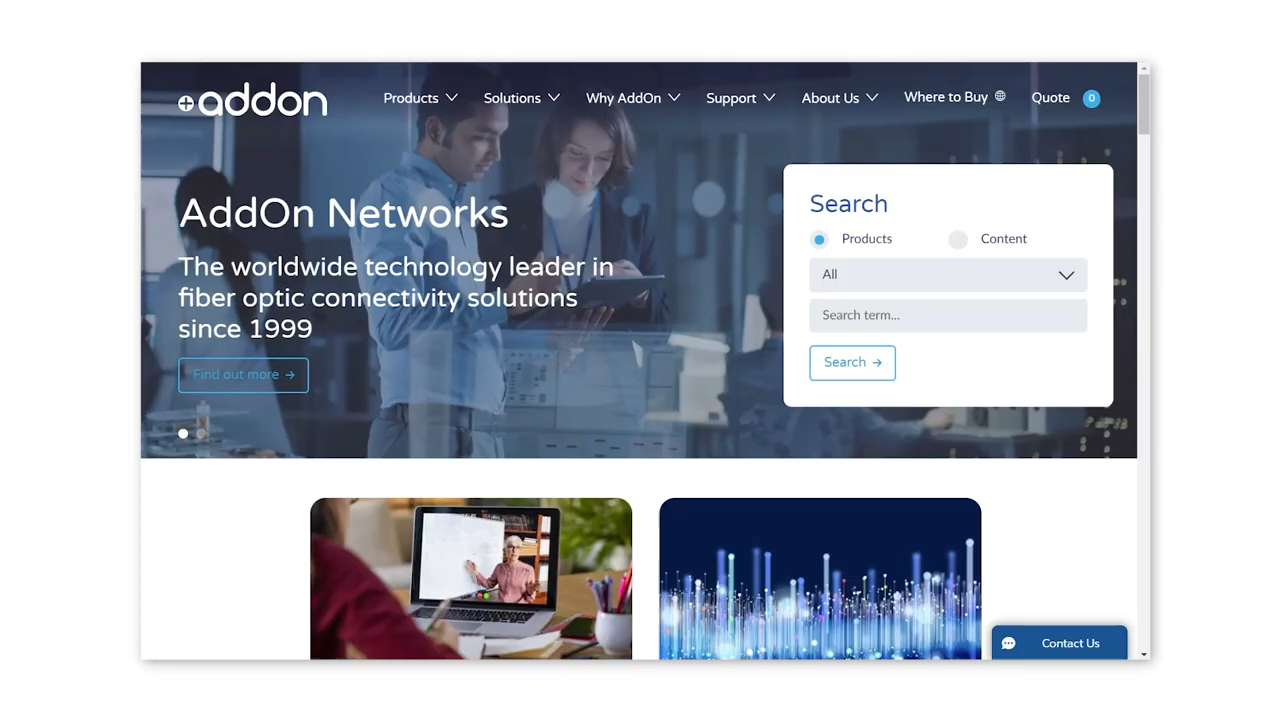 addon
Products
Solutions
Why AddOn
Support
About Us
Where to Buy
Quote 0
AddOn Networks
The worldwide technology leader in
fiber optic connectivity solutions
since 1999
Find out more →
Search
Products
Content
All
Search term...
Search →
Contact Us